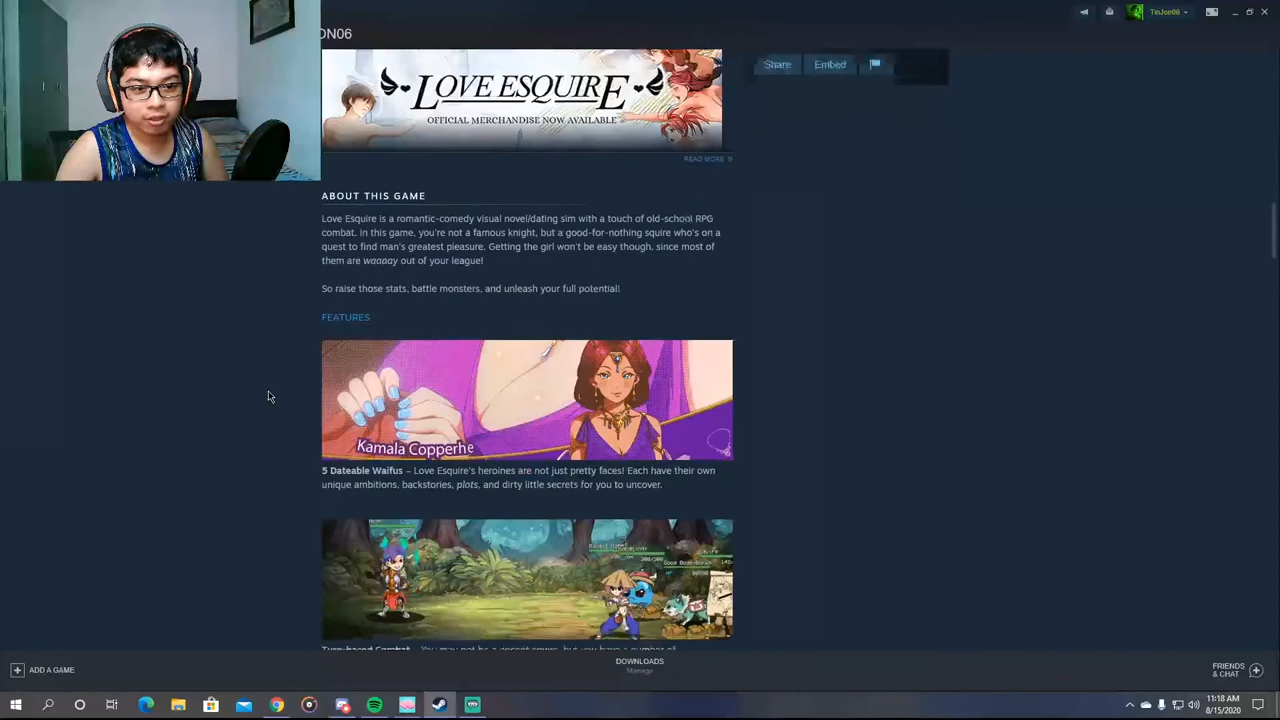 TinJon06
ON06
LOVE ESQUIRE
OFFICIAL MERCHANDISE NOW AVAILABLE
Share
Embed
READ MORE
ABOUT THIS GAME
Love Esquire is a romantic-comedy visual novel/dating sim with a touch of old-school RPG
combat. In this game, you're not a famous knight, but a good-for-nothing squire who's on a
quest to find man's greatest pleasure. Getting the girl won't be easy though, since most of
them are waaaay out of your league!
So raise those stats, battle monsters, and unleash your full potential!
FEATURES
Kamala Copperhe
5 Dateable Waifus – Love Esquire's heroines are not just pretty faces! Each have their own
unique ambitions, backstories, plots, and dirty little secrets for you to uncover.
ADD A GAME
DOWNLOADS
Manage
FRIENDS
& CHAT
11:18 AM
8/15/2020